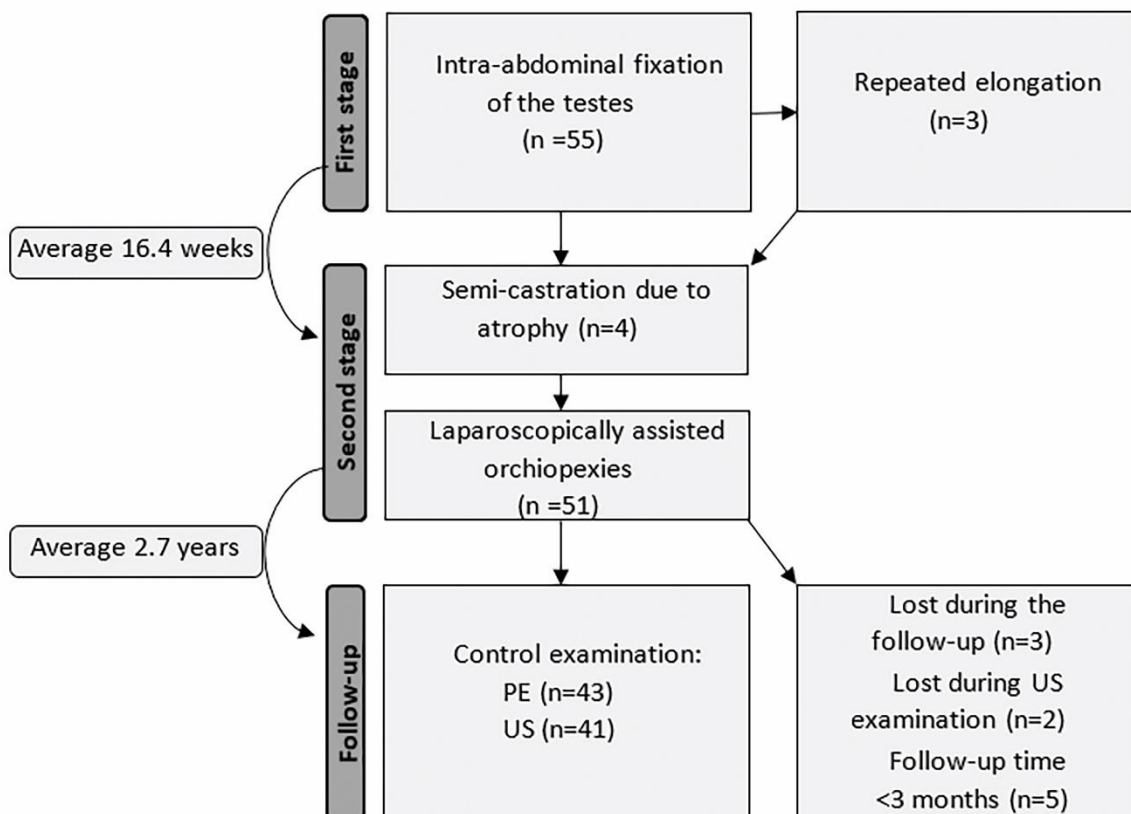 First stage
Intra-abdominal fixation
of the testes
(n =55)
Repeated elongation
(n=3)
Average 16.4 weeks
Second stage
Semi-castration due to
atrophy (n=4)
Laparoscopically assisted
orchiopexies
(n =51)
Average 2.7 years
Follow-up
Control examination:
PE (n=43)
US (n=41)
Lost during the
follow-up (n=3)
Lost during US
examination (n=2)
Follow-up time
<3 months (n=5)